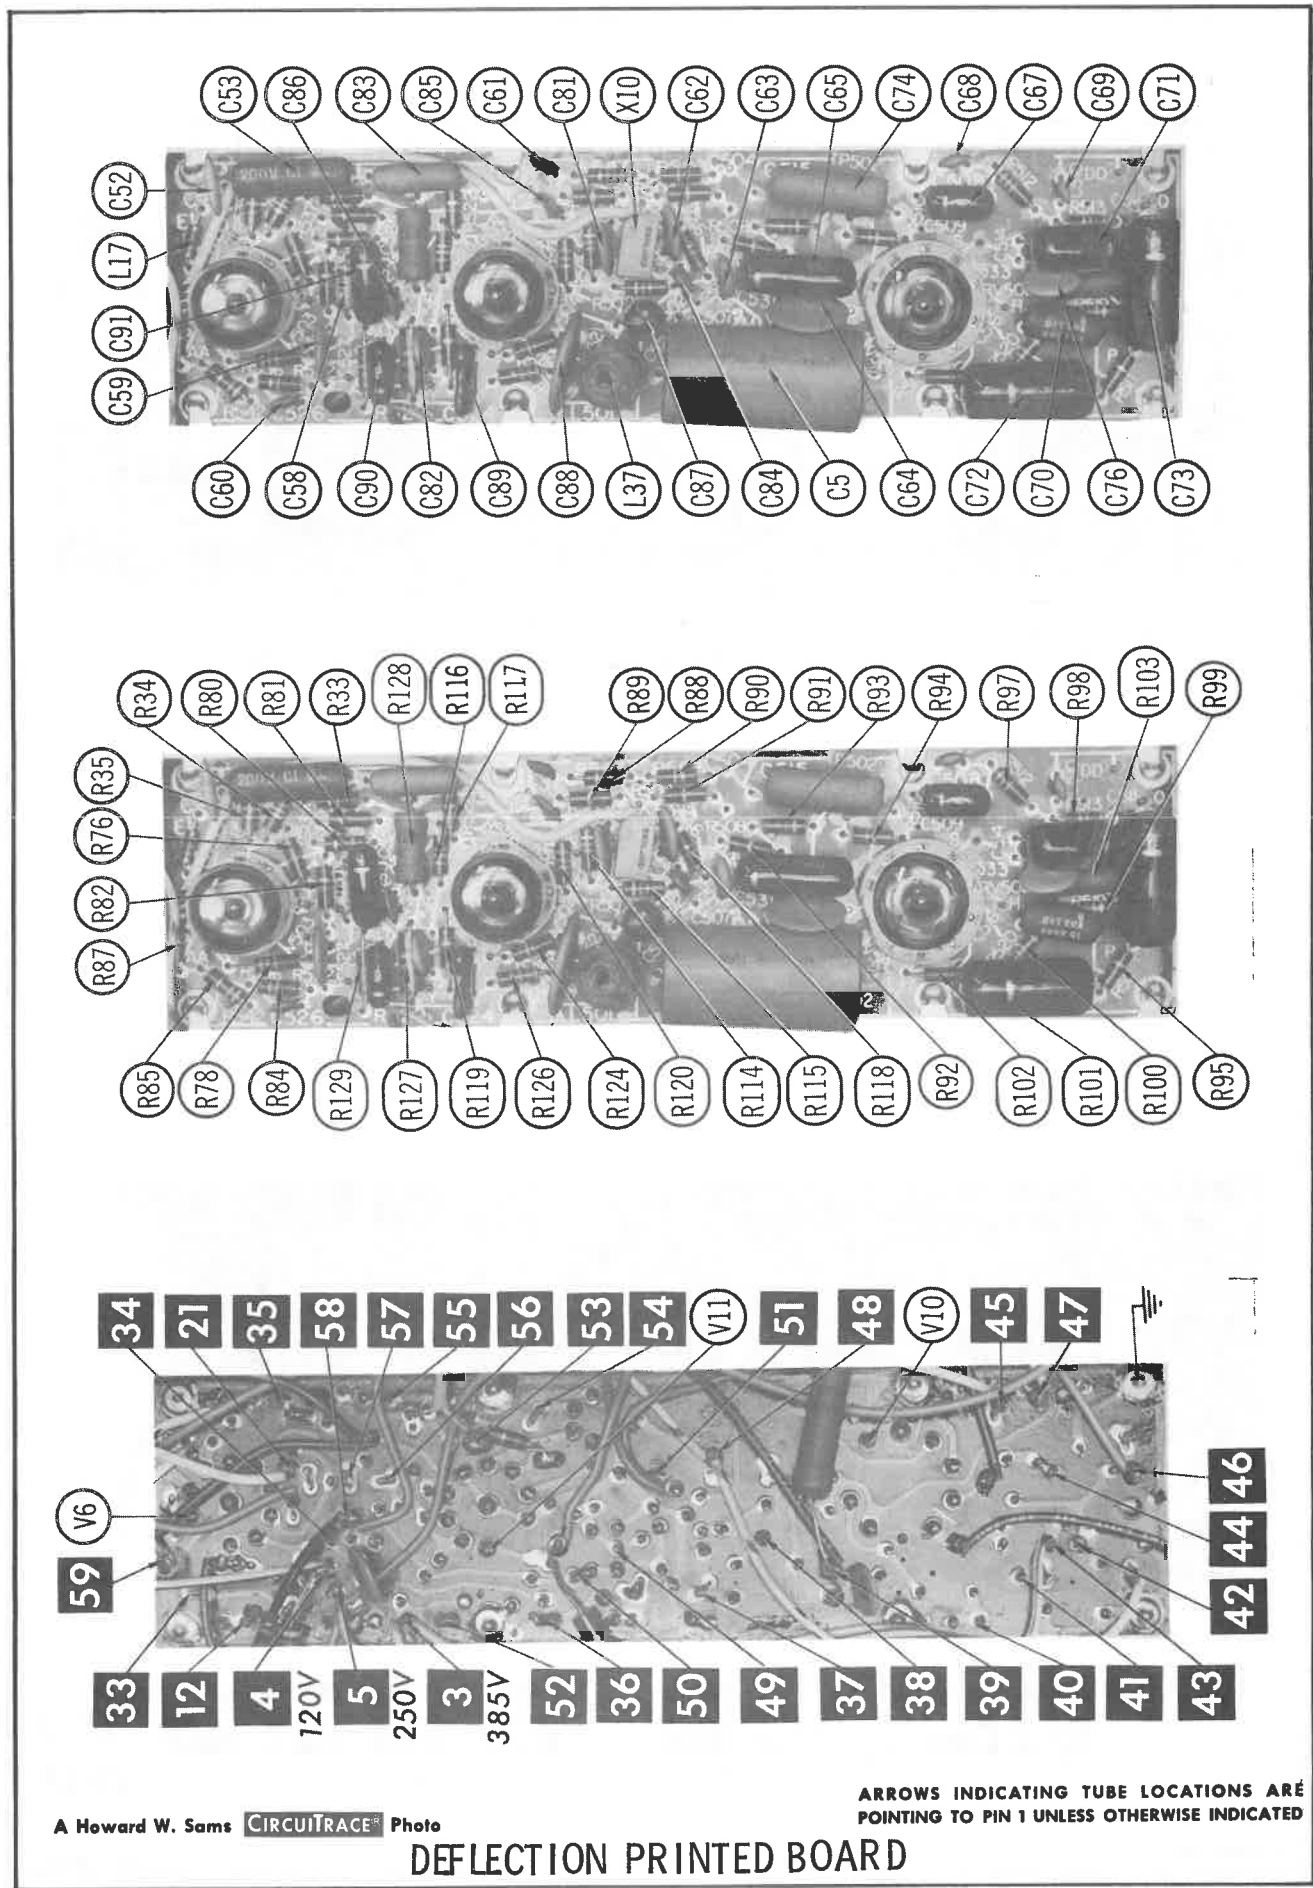 C53
C86
C83
C85
C61
C81
X10
C62
C63
C65
C74
C68
C67
C69
C71
C52
L17
C91
C59
C60
C58
C90
C82
C89
C88
L37
C87
C84
C5
C64
C72
C70
C76
C73
R34
R80
R81
R33
R128
R116
R117
R89
R88
R90
R91
R93
R94
R97
R98
R103
R99
R35
R76
R82
R87
R85
R78
R84
R129
R127
R119
R126
R124
R120
R114
R115
R118
R92
R102
R101
R100
R95
34
21
35
58
57
55
56
53
54
V11
51
48
V10
45
47
V6
59
46
44
42
33
12
4
120V
5
250V
3
385V
52
36
50
49
37
38
39
40
41
43
ARROWS INDICATING TUBE LOCATIONS ARE
POINTING TO PIN 1 UNLESS OTHERWISE INDICATED
A Howard W. Sams CIRCUITRACE® Photo
DEFLECTION PRINTED BOARD